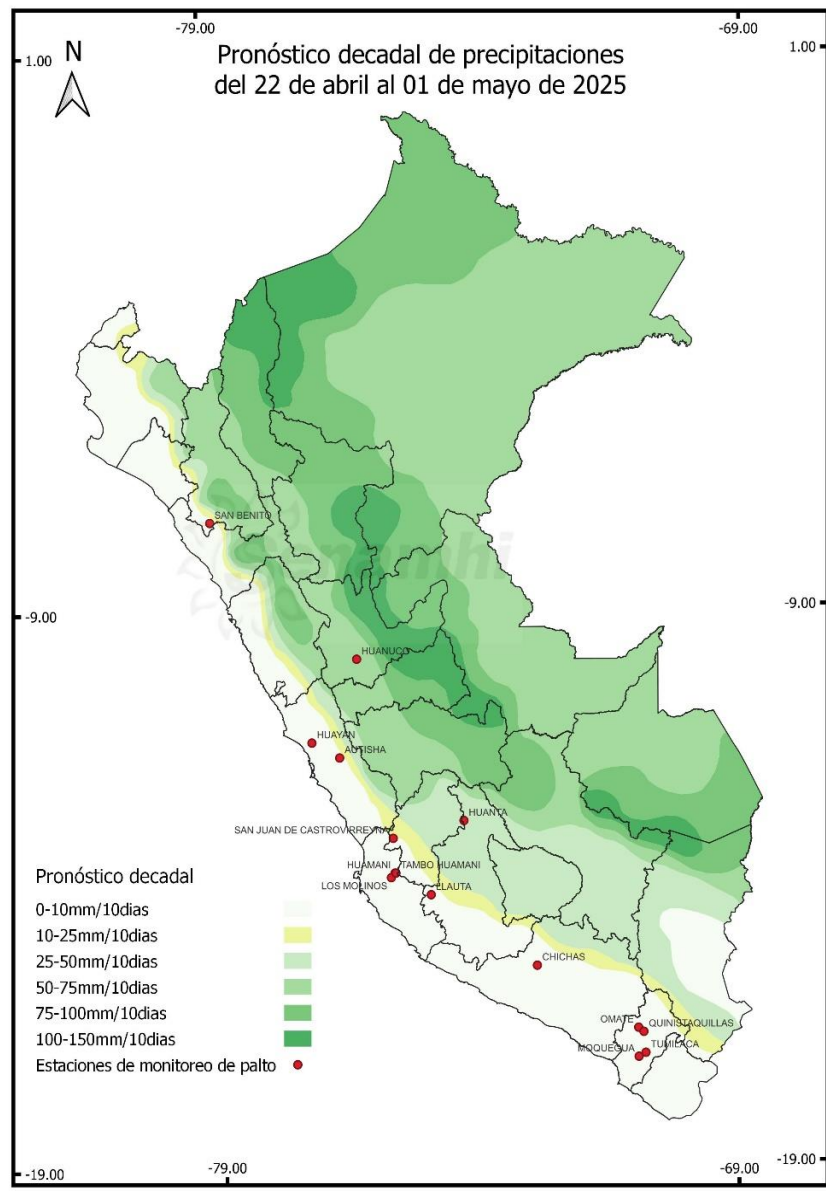 -79.00
-69.00
1.00
1.00
N
Pronóstico decadal de precipitaciones
del 22 de abril al 01 de mayo de 2025
SAN BENITO
Senamhi
-9.00
-9.00
HUANUCO
HUAYAN
AUTISHA
HUANTA
SAN JUAN DE CASTROVIRREYNA
HUAMANI
TAMBO HUAMANI
LOS MOLINOS
LLAUTA
CHICHAS
OMATE
QUINISTAQUILLAS
MOQUEGUA
TUMILACA
Pronóstico decadal
0-10mm/10dias
10-25mm/10dias
25-50mm/10dias
50-75mm/10dias
75-100mm/10dias
100-150mm/10dias
Estaciones de monitoreo de palto
-19.00
-19.00
-79.00
-69.00